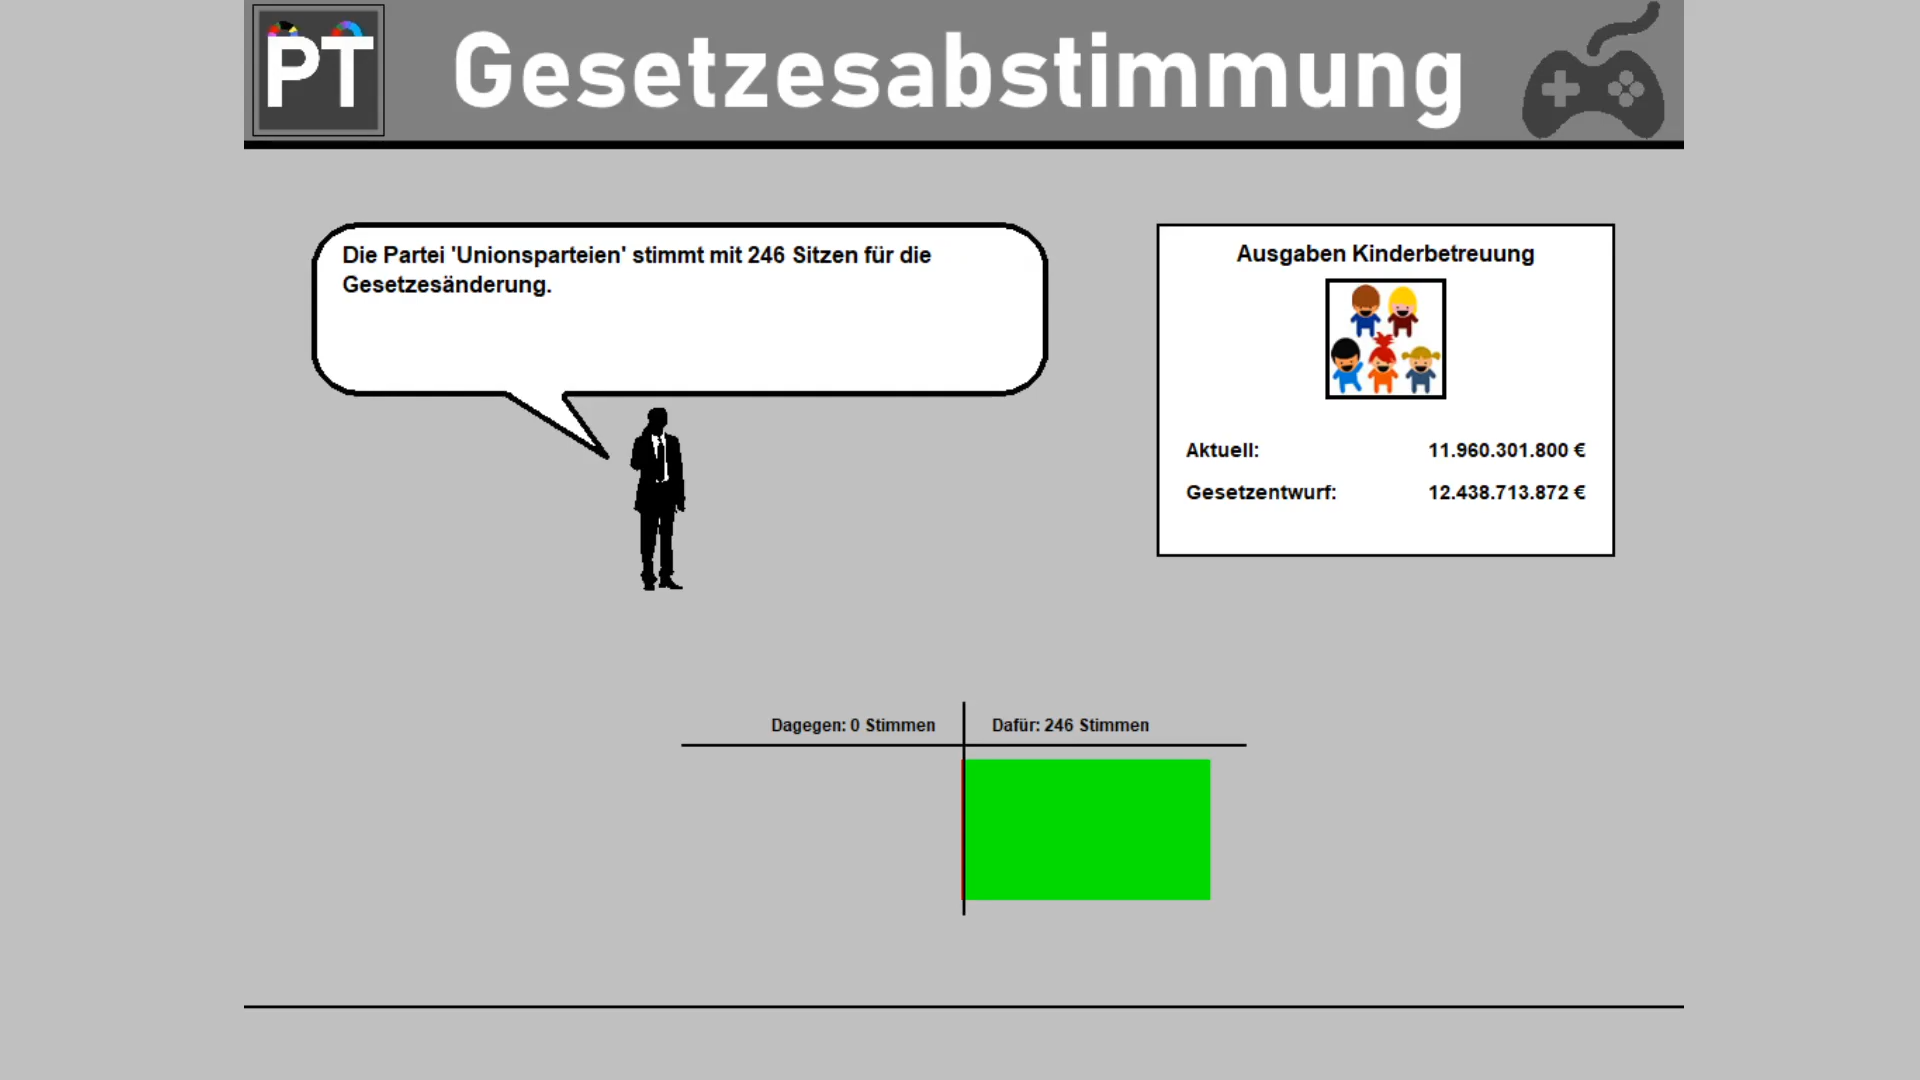 PT
Gesetzesabstimmung
Die Partei 'Unionsparteien' stimmt mit 246 Sitzen für die
Gesetzesänderung.
Ausgaben Kinderbetreuung
Aktuell: 11.960.301.800 €
Gesetzentwurf: 12.438.713.872 €
Dagegen: 0 Stimmen
Dafür: 246 Stimmen